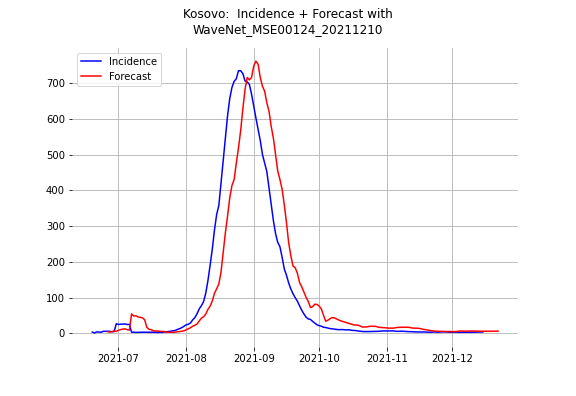 Kosovo:  Incidence + Forecast with
WaveNet_MSE00124_20211210
Incidence
Forecast
700
600
500
400
300
200
100
0
2021-07 2021-08 2021-09 2021-10 2021-11 2021-12